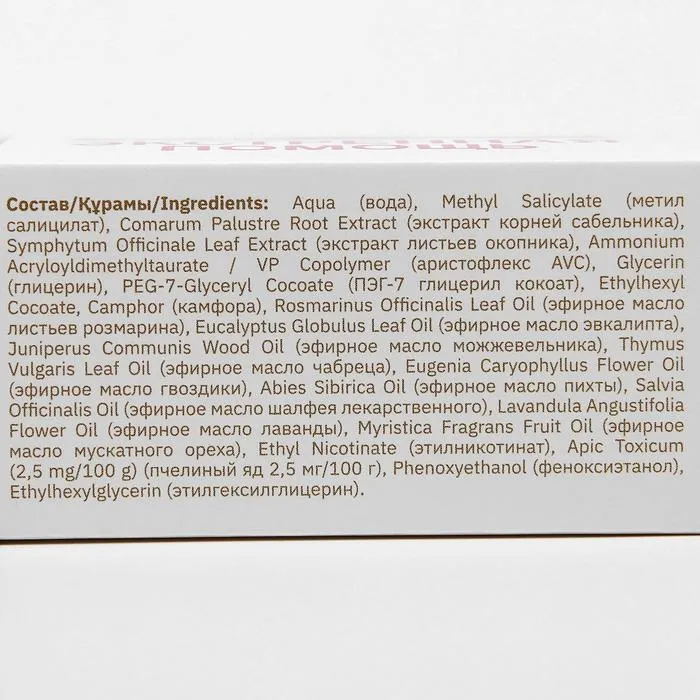 Состав/Құрамы/Ingredients: Aqua (вода), Methyl Salicylate (метил
салицилат), Comarum Palustre Root Extract (экстракт корней сабельника),
Symphytum Officinale Leaf Extract (экстракт листьев окопника), Ammonium
Acryloyldimethyltaurate / VP Copolymer (аристофлекс AVC), Glycerin
(глицерин), PEG-7-Glyceryl Cocoate (ПЭГ-7 глицерил кокоат), Ethylhexyl
Cocoate, Camphor (камфора), Rosmarinus Officinalis Leaf Oil (эфирное масло
листьев розмарина), Eucalyptus Globulus Leaf Oil (эфирное масло эвкалипта),
Juniperus Communis Wood Oil (эфирное масло можжевельника), Thymus
Vulgaris Leaf Oil (эфирное масло чабреца), Eugenia Caryophyllus Flower Oil
(эфирное масло гвоздики), Abies Sibirica Oil (эфирное масло пихты), Salvia
Officinalis Oil (эфирное масло шалфея лекарственного), Lavandula Angustifolia
Flower Oil (эфирное масло лаванды), Myristica Fragrans Fruit Oil (эфирное
масло мускатного ореха), Ethyl Nicotinate (этилникотинат), Apic Toxicum
(2,5 mg/100 g) (пчелиный яд 2,5 мг/100 г), Phenoxyethanol (феноксиэтанол),
Ethylhexylglycerin (этилгексилглицерин).